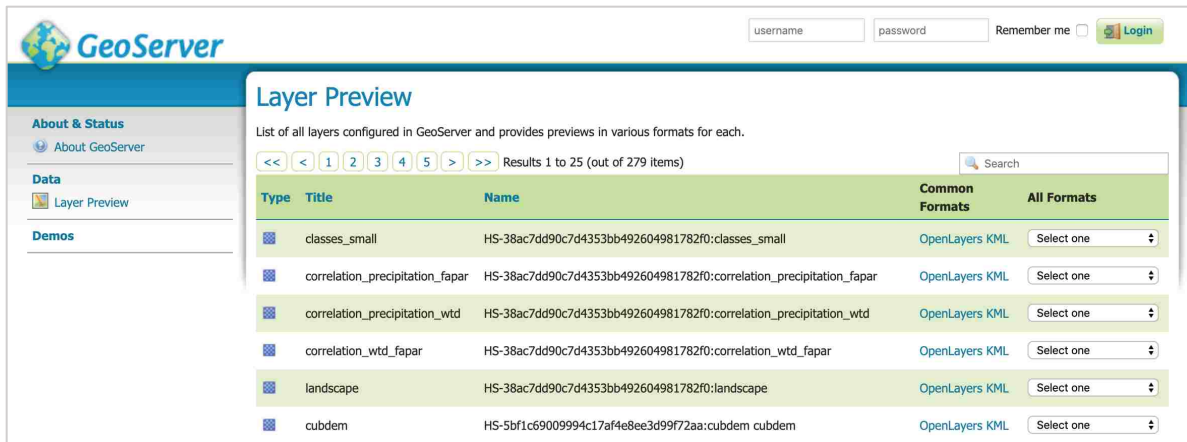 GeoServer
username password Remember me Login
Layer Preview
About & Status
About GeoServer
Data
Layer Preview
Demos
List of all layers configured in GeoServer and provides previews in various formats for each.
<< < 1 2 3 4 5 > >> Results 1 to 25 (out of 279 items) Search
Type Title Name Common Formats All Formats
classes_small HS-38ac7dd90c7d4353bb492604981782f0:classes_small OpenLayers KML Select one
correlation_precipitation_fapar HS-38ac7dd90c7d4353bb492604981782f0:correlation_precipitation_fapar OpenLayers KML Select one
correlation_precipitation_wtd HS-38ac7dd90c7d4353bb492604981782f0:correlation_precipitation_wtd OpenLayers KML Select one
correlation_wtd_fapar HS-38ac7dd90c7d4353bb492604981782f0:correlation_wtd_fapar OpenLayers KML Select one
landscape HS-38ac7dd90c7d4353bb492604981782f0:landscape OpenLayers KML Select one
cubdem HS-5bf1c69009994c17af4e8ee3d99f72aa:cubdem cubdem OpenLayers KML Select one